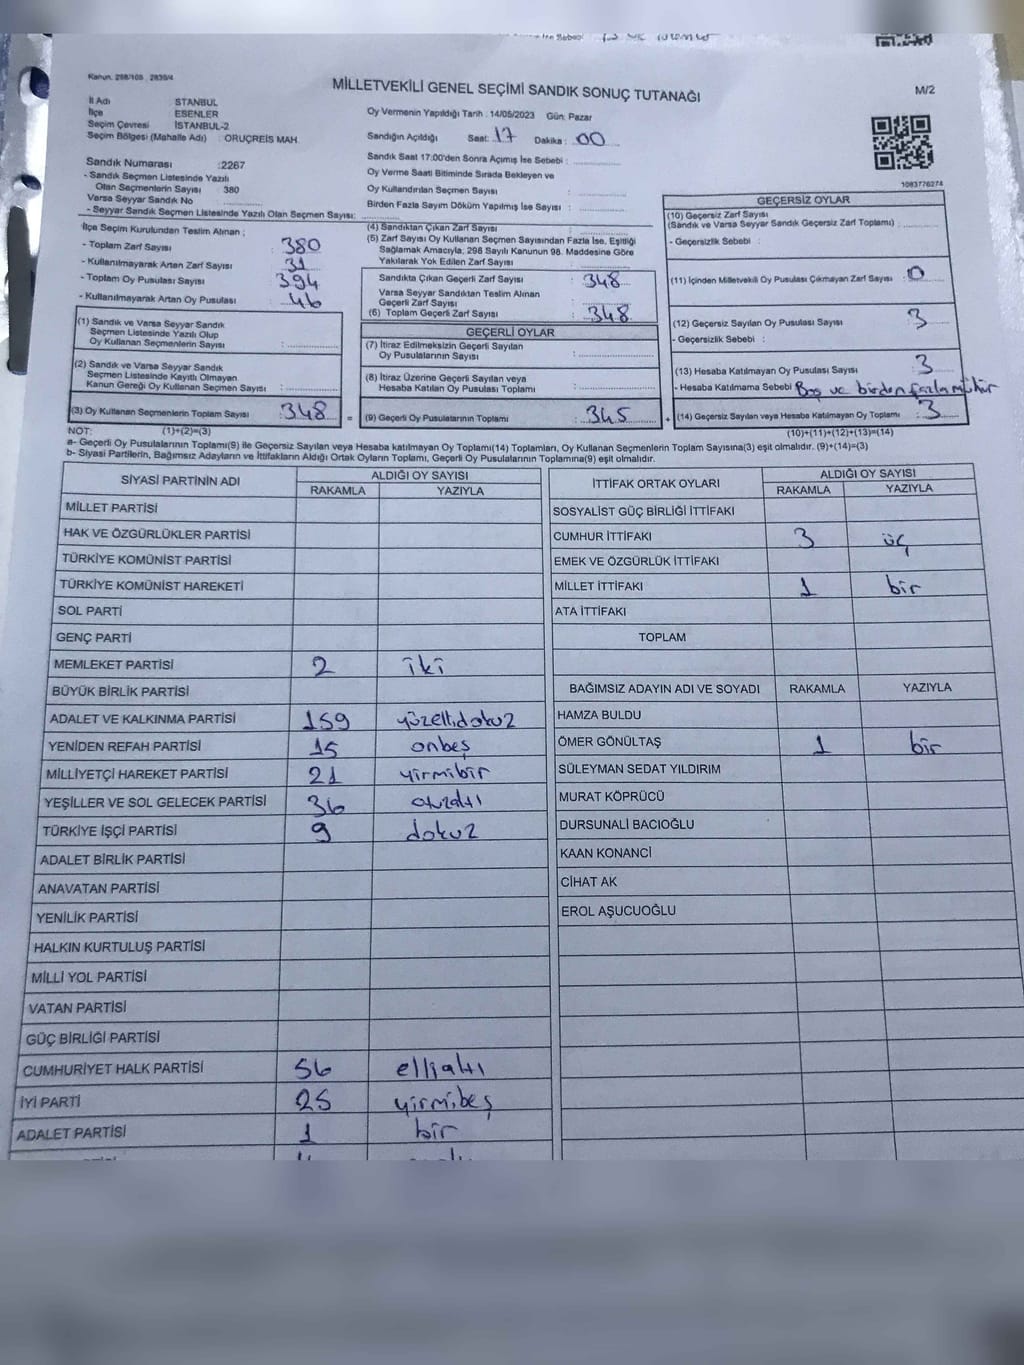 Kanun, 298/105 , 2839/4
MİLLETVEKİLİ GENEL SEÇİMİ SANDIK SONUÇ TUTANAĞI
M/2
İl Adı STANBUL
İlçe ESENLER
Seçim Çevresi İSTANBUL-2
Seçim Bölgesi (Mahalle Adı) : ORUÇREİS MAH.
Sandık Numarası :2267
- Sandık Seçmen Listesinde Yazılı
Olan Seçmenlerin Sayısı : 380
Varsa Seyyar Sandık No
- Seyyar Sandık Seçmen Listesinde Yazılı Olan Seçmen Sayısı:
Oy Vermenin Yapıldığı Tarih : 14/05/2023 Gün: Pazar
Sandığın Açıldığı Saat: 17 Dakika : 00
Sandık Saat 17:00'den Sonra Açımış İse Sebebi :
Oy Verme Saati Bitiminde Sırada Bekleyen ve
Oy Kullandırılan Seçmen Sayısı :
Birden Fazla Sayım Döküm Yapılmış İse Sayısı :
1083776274
İlçe Seçim Kurulundan Teslim Alınan ;
- Toplam Zarf Sayısı : 380
- Kullanılmayarak Artan Zarf Sayısı : 31
- Toplam Oy Pusulası Sayısı : 394
- Kullanılmayarak Artan Oy Pusulası : 46
(4) Sandıktan Çıkan Zarf Sayısı :
(5) Zarf Sayısı Oy Kullanan Seçmen Sayısından Fazla İse, Eşitliği
Sağlamak Amacıyla, 298 Sayılı Kanunun 98. Maddesine Göre
Yakılarak Yok Edilen Zarf Sayısı :
Sandıkta Çıkan Geçerli Zarf Sayısı : 348
Varsa Seyyar Sandıktan Teslim Alınan
Geçerli Zarf Sayısı
(6) Toplam Geçerli Zarf Sayısı : 348
GEÇERSİZ OYLAR
(10) Geçersiz Zarf Sayısı
(Sandık ve Varsa Seyyar Sandık Geçersiz Zarf Toplamı) :
- Geçersizlik Sebebi :
(11) İçinden Milletvekili Oy Pusulası Çıkmayan Zarf Sayısı : 0
(12) Geçersiz Sayılan Oy Pusulası Sayısı : 3
- Geçersizlik Sebebi :
(13) Hesaba Katılmayan Oy Pusulası Sayısı : 3
- Hesaba Katılmama Sebebi Boş ve birden fazla mühür
(14) Geçersiz Sayılan veya Hesaba Katılmayan Oy Toplamı : 3
(10)+(11)+(12)+(13)=(14)
(1) Sandık ve Varsa Seyyar Sandık
Seçmen Listesinde Yazılı Olup
Oy Kullanan Seçmenlerin Sayısı :
(2) Sandık ve Varsa Seyyar Sandık
Seçmen Listesinde Kayıtlı Olmayan
Kanun Gereği Oy Kullanan Seçmen Sayısı :
(3) Oy Kullanan Seçmenlerin Toplam Sayısı : 348 =
GEÇERLİ OYLAR
(7) İtiraz Edilmeksizin Geçerli Sayılan
Oy Pusulalarının Sayısı :
(8) İtiraz Üzerine Geçerli Sayılan veya
Hesaba Katılan Oy Pusulası Toplamı :
(9) Geçerli Oy Pusulalarının Toplamı : 345 +
NOT: (1)+(2)=(3)
a- Geçerli Oy Pusulalarının Toplamı(9) ile Geçersiz Sayılan veya Hesaba katılmayan Oy Toplamı(14) Toplamları, Oy Kullanan Seçmenlerin Toplam Sayısına(3) eşit olmalıdır. (9)+(14)=(3)
b- Siyasi Partilerin, Bağımsız Adayların ve İttifakların Aldığı Ortak Oyların Toplamı, Geçerli Oy Pusulalarının Toplamına(9) eşit olmalıdır.
SİYASİ PARTİNİN ADI ALDIĞI OY SAYISI
RAKAMLA YAZIYLA
MİLLET PARTİSİ
HAK VE ÖZGÜRLÜKLER PARTİSİ
TÜRKİYE KOMÜNİST PARTİSİ
TÜRKİYE KOMÜNİST HAREKETİ
SOL PARTİ
GENÇ PARTİ
MEMLEKET PARTİSİ 2 iki
BÜYÜK BİRLİK PARTİSİ
ADALET VE KALKINMA PARTİSİ 159 yüzellidokuz
YENİDEN REFAH PARTİSİ 15 onbeş
MİLLİYETÇİ HAREKET PARTİSİ 21 yirmibir
YEŞİLLER VE SOL GELECEK PARTİSİ 36 otuzaltı
TÜRKİYE İŞÇİ PARTİSİ 9 dokuz
ADALET BİRLİK PARTİSİ
ANAVATAN PARTİSİ
YENİLİK PARTİSİ
HALKIN KURTULUŞ PARTİSİ
MİLLİ YOL PARTİSİ
VATAN PARTİSİ
GÜÇ BİRLİĞİ PARTİSİ
CUMHURİYET HALK PARTİSİ 56 ellialtı
İYİ PARTİ 25 yirmibeş
ADALET PARTİSİ 1 bir
İTTİFAK ORTAK OYLARI ALDIĞI OY SAYISI
RAKAMLA YAZIYLA
SOSYALİST GÜÇ BİRLİĞİ İTTİFAKI
CUMHUR İTTİFAKI 3 üç
EMEK VE ÖZGÜRLÜK İTTİFAKI
MİLLET İTTİFAKI 1 bir
ATA İTTİFAKI
TOPLAM
BAĞIMSIZ ADAYIN ADI VE SOYADI RAKAMLA YAZIYLA
HAMZA BULDU
ÖMER GÖNÜLTAŞ 1 bir
SÜLEYMAN SEDAT YILDIRIM
MURAT KÖPRÜCÜ
DURSUNALİ BACIOĞLU
KAAN KONANCİ
CİHAT AK
EROL AŞUCUOĞLU